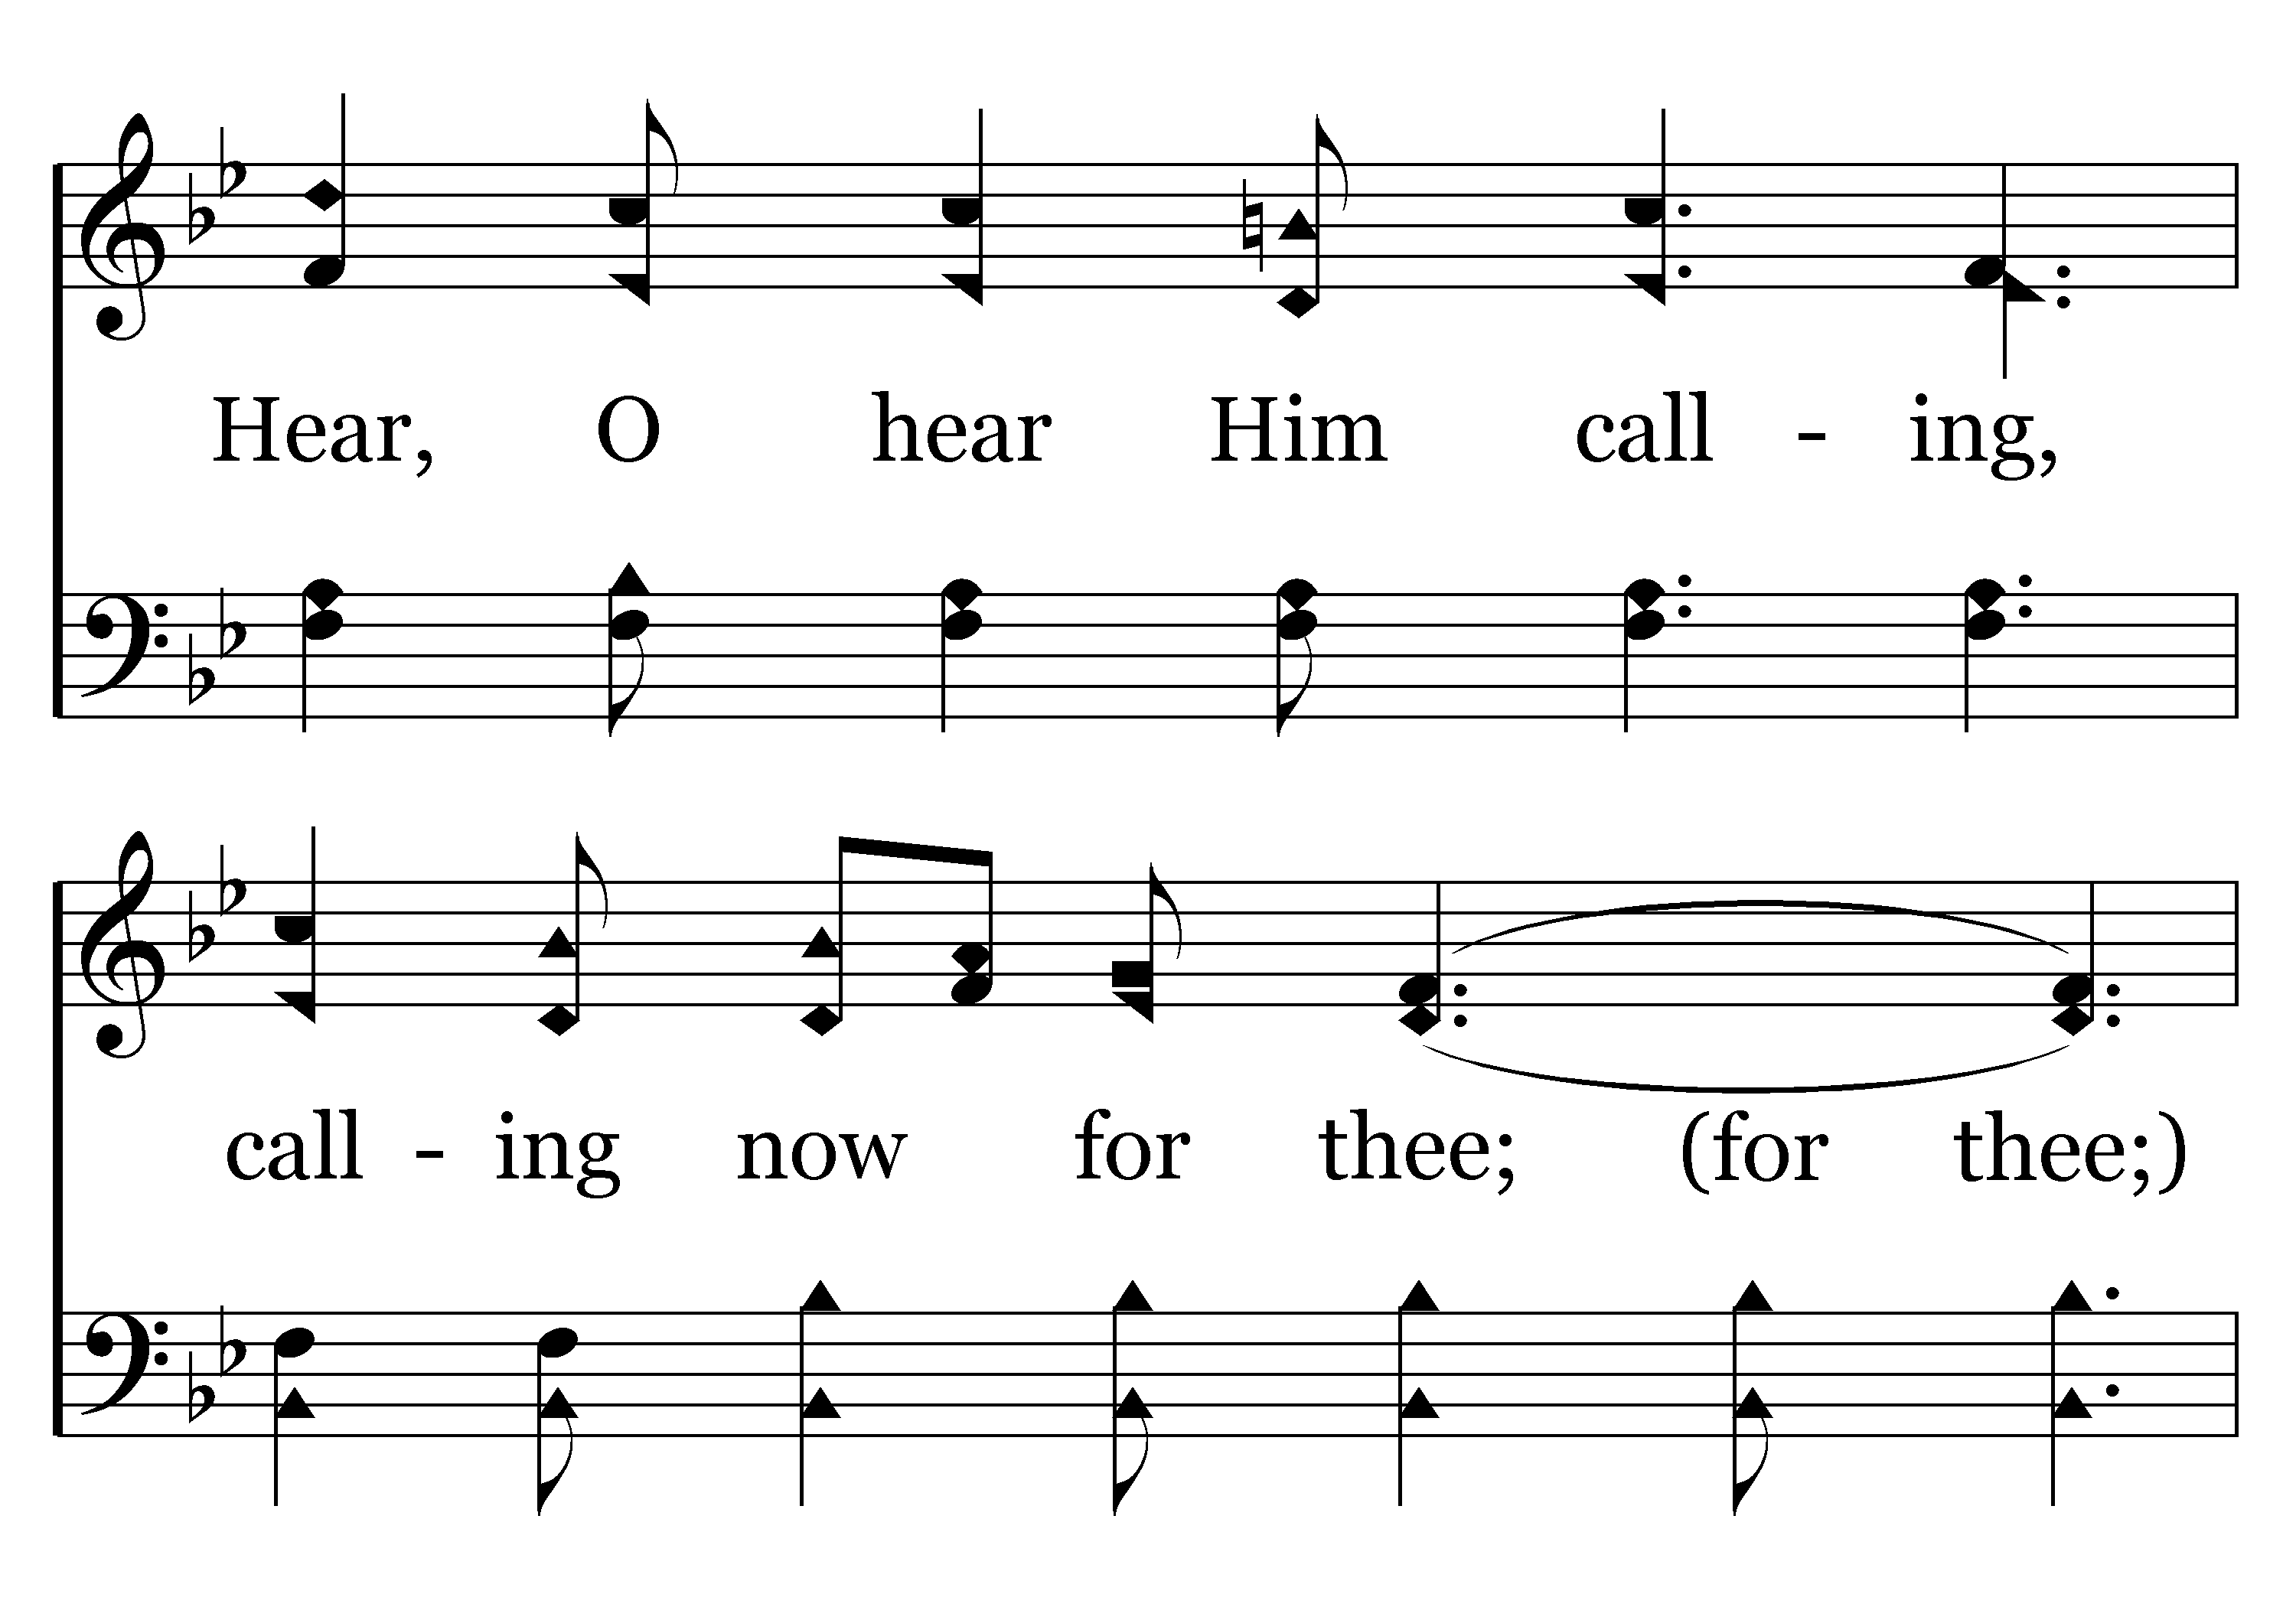 Hear, O hear Him call - ing,
call - ing now for thee; (for thee;)